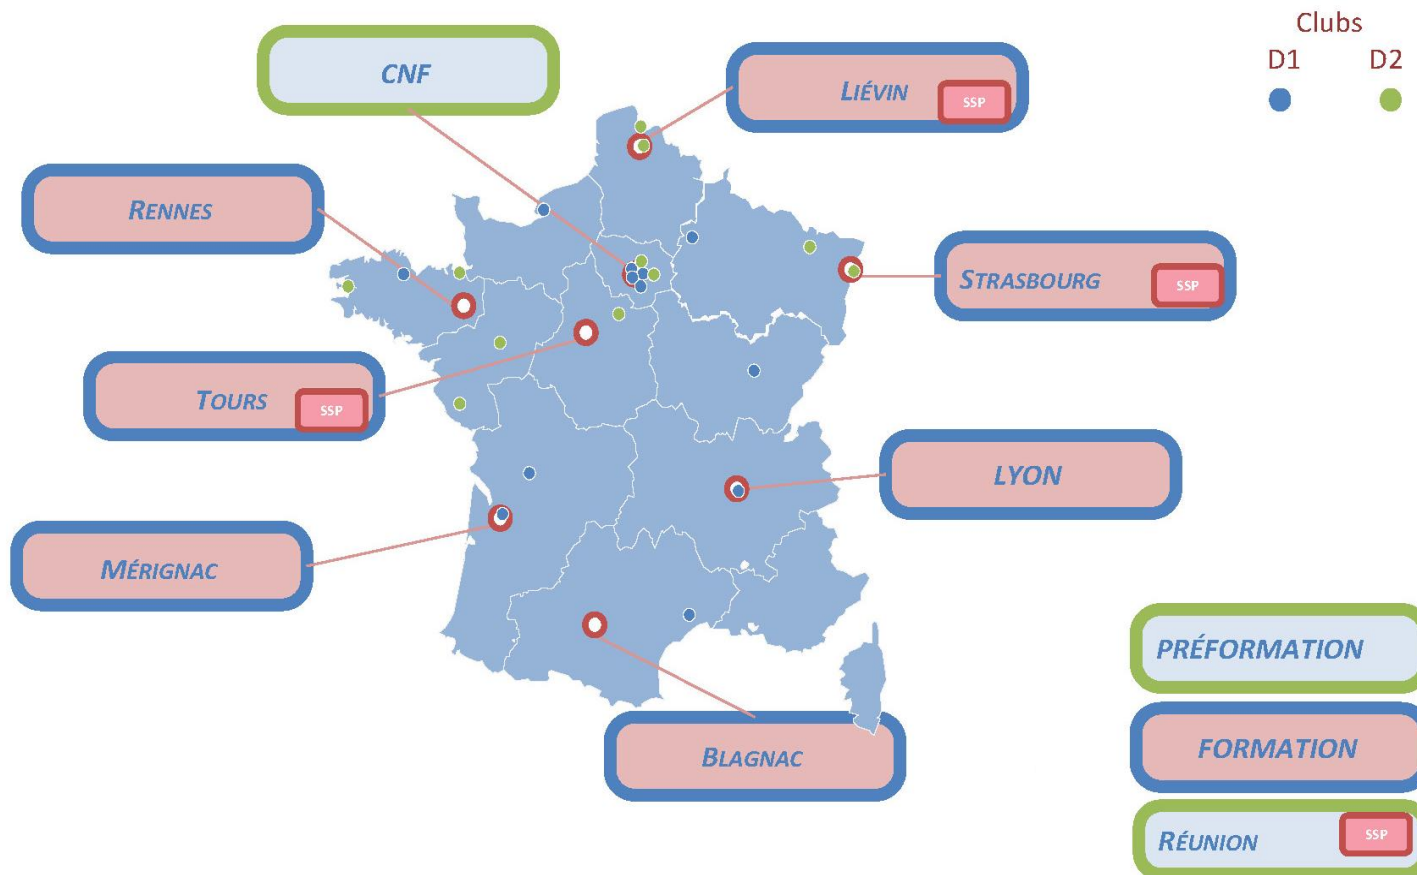 Clubs
D1 D2
CNF
LIÉVIN
SSP
RENNES
STRASBOURG
SSP
TOURS
SSP
LYON
MÉRIGNAC
BLAGNAC
PRÉFORMATION
FORMATION
RÉUNION
SSP